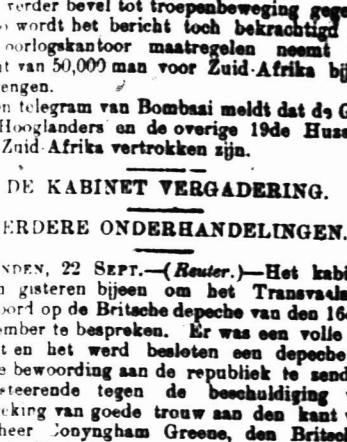 verder bevel tot troepenbeweging gege
wordt het bericht toch bekrachtigd
oorlogskantoor maatregelen neemt
t van 50,000 man voor Zuid-Afrika bij
engen.
n telegram van Bombaai meldt dat de G
Hooglanders en de overige 19de Husa
Zuid Afrika vertrokken zijn.
DE KABINET VERGADERING.
ERDERE ONDERHANDELINGEN.
NDEN, 22 SEPT.—(Reuter.)—Het kabi
n gisteren bijeen om het Transvaals
oord op de Britsche depeche van den 16
ember te bespreken. Er was een volle
t en het werd besloten een depeche
e bewoording aan de republiek te send
steerende tegen de beschuldiging
eking van goede trouw aan den kant v
heer Conyngham Greene, den Britsc